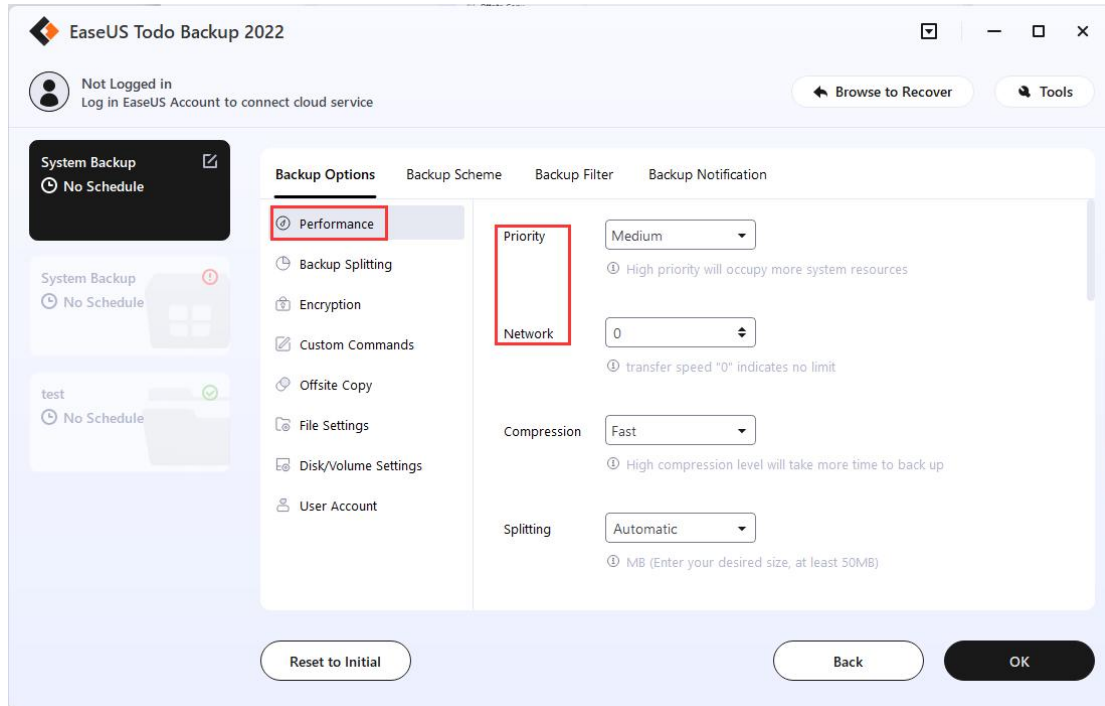 EaseUS Todo Backup 2022
Not Logged in
Log in EaseUS Account to connect cloud service
Browse to Recover
Tools
System Backup
No Schedule
System Backup
No Schedule
test
No Schedule
Backup Options
Backup Scheme
Backup Filter
Backup Notification
Performance
Backup Splitting
Encryption
Custom Commands
Offsite Copy
File Settings
Disk/Volume Settings
User Account
Priority
Medium
High priority will occupy more system resources
Network
0
transfer speed "0" indicates no limit
Compression
Fast
High compression level will take more time to back up
Splitting
Automatic
MB (Enter your desired size, at least 50MB)
Reset to Initial
Back
OK